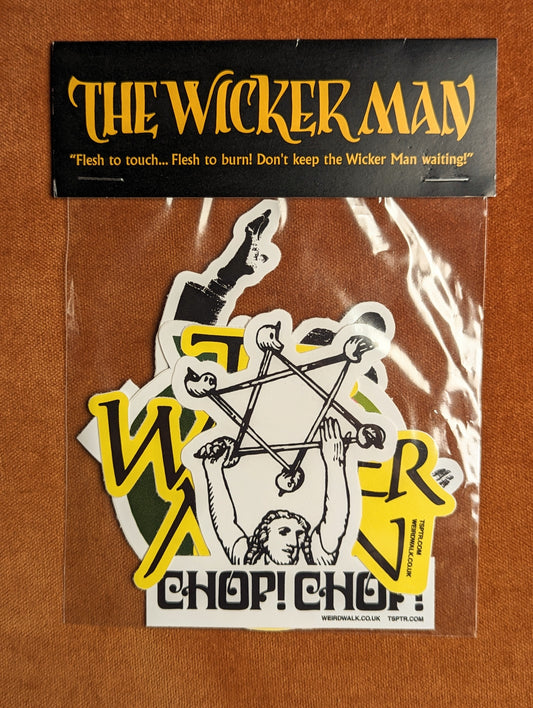 THE WICKER MAN
“Flesh to touch... Flesh to burn! Don't keep the Wicker Man waiting!”
TSPTR.COM
WEIRDWALK.CO.UK
CHOP! CHOP!
WEIRDWALK.CO.UK TSPTR.COM